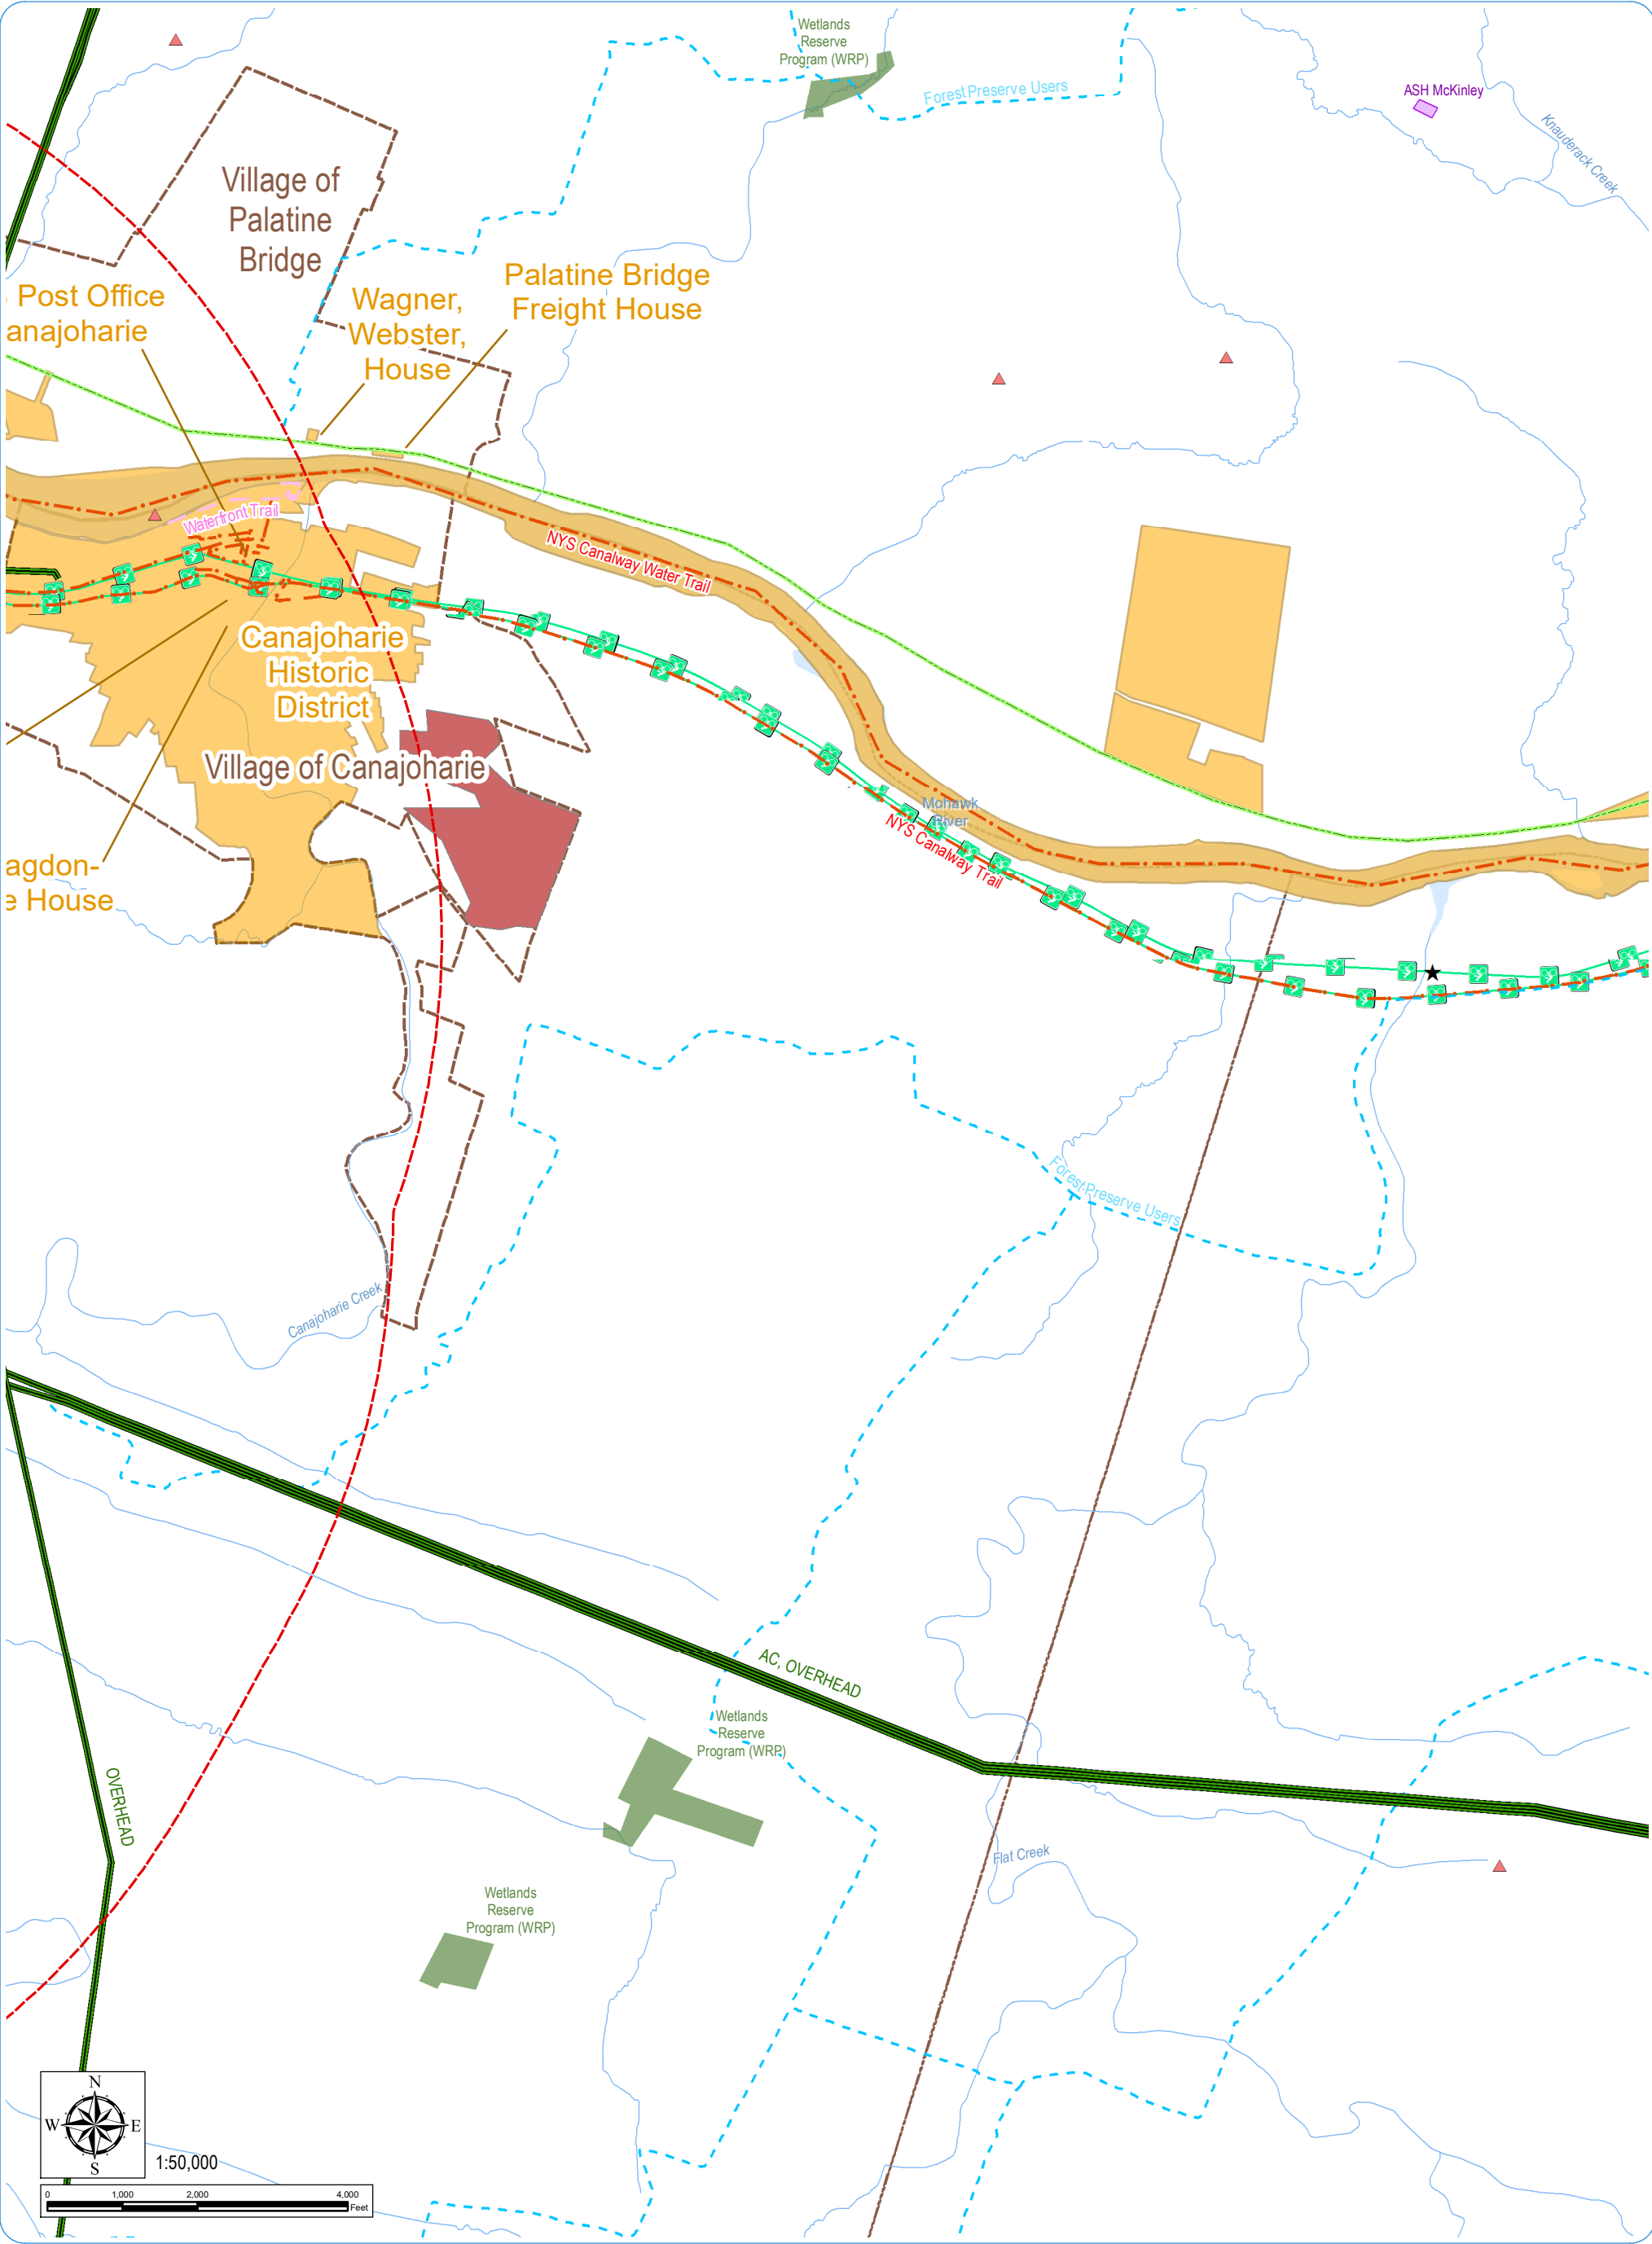 Wetlands
Reserve
Program (WRP)
Forest Preserve Users
ASH McKinley
Knauderack Creek
Village of
Palatine
Bridge
Post Office
anajoharie
Wagner,
Webster,
House
Palatine Bridge
Freight House
Waterfront Trail
NYS Canalway Water Trail
Canajoharie
Historic
District
Village of Canajoharie
Mohawk
River
NYS Canalway Trail
agdon-
e House
Forest Preserve Users
Canajoharie Creek
AC, OVERHEAD
Wetlands
Reserve
Program (WRP)
OVERHEAD
Flat Creek
Wetlands
Reserve
Program (WRP)
N
W E
S
1:50,000
0 1,000 2,000 4,000
Feet